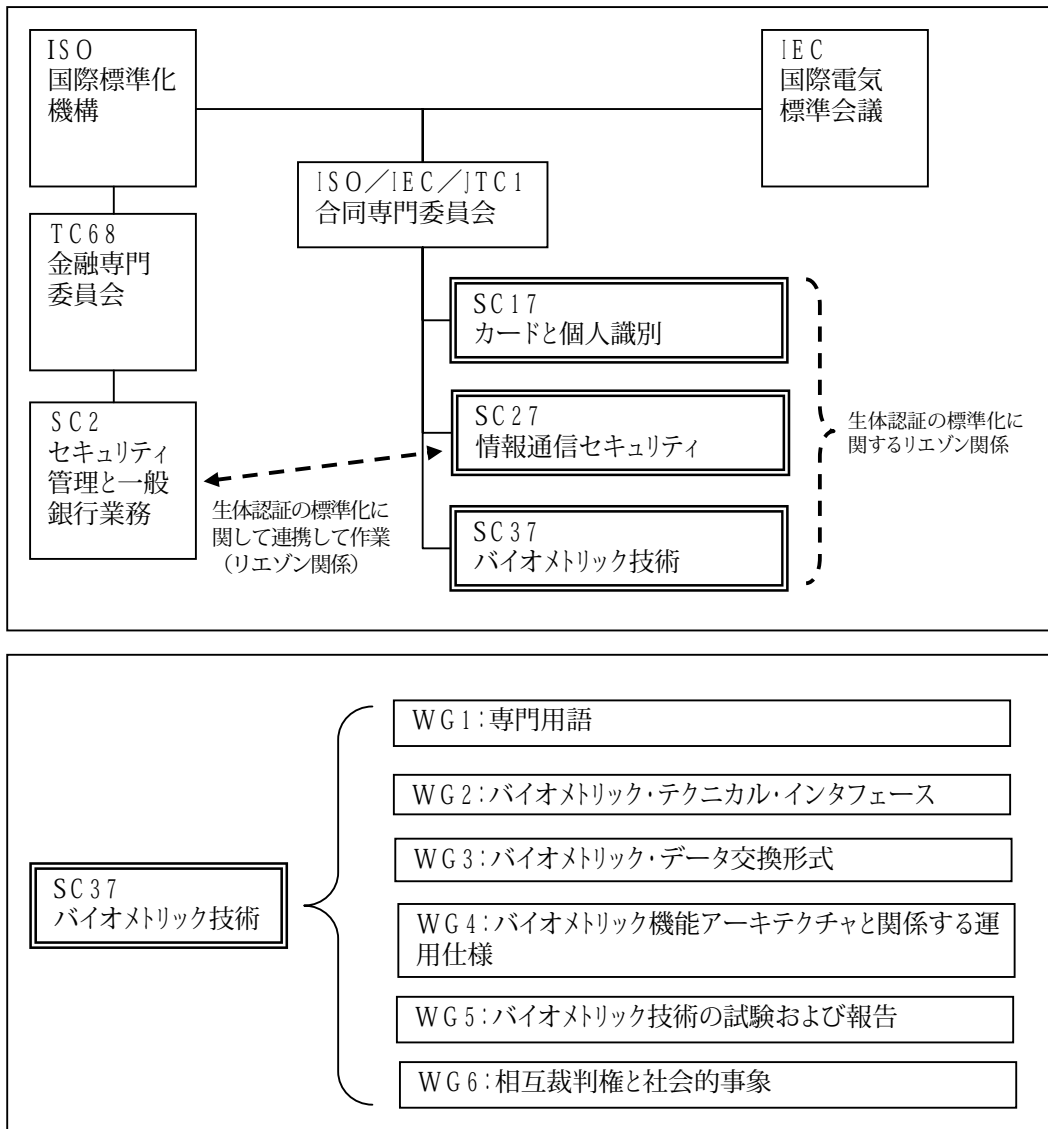 ISO
国際標準化
機構
IEC
国際電気
標準会議
ISO／IEC／JTC1
合同専門委員会
TC68
金融専門
委員会
SC17
カードと個人識別
SC2
セキュリティ
管理と一般
銀行業務
SC27
情報通信セキュリティ
生体認証の標準化に
関するリエゾン関係
生体認証の標準化に
関して連携して作業
（リエゾン関係）
SC37
バイオメトリック技術
SC37
バイオメトリック技術
WG1：専門用語
WG2：バイオメトリック・テクニカル・インタフェース
WG3：バイオメトリック・データ交換形式
WG4：バイオメトリック機能アーキテクチャと関係する運
用仕様
WG5：バイオメトリック技術の試験および報告
WG6：相互裁判権と社会的事象